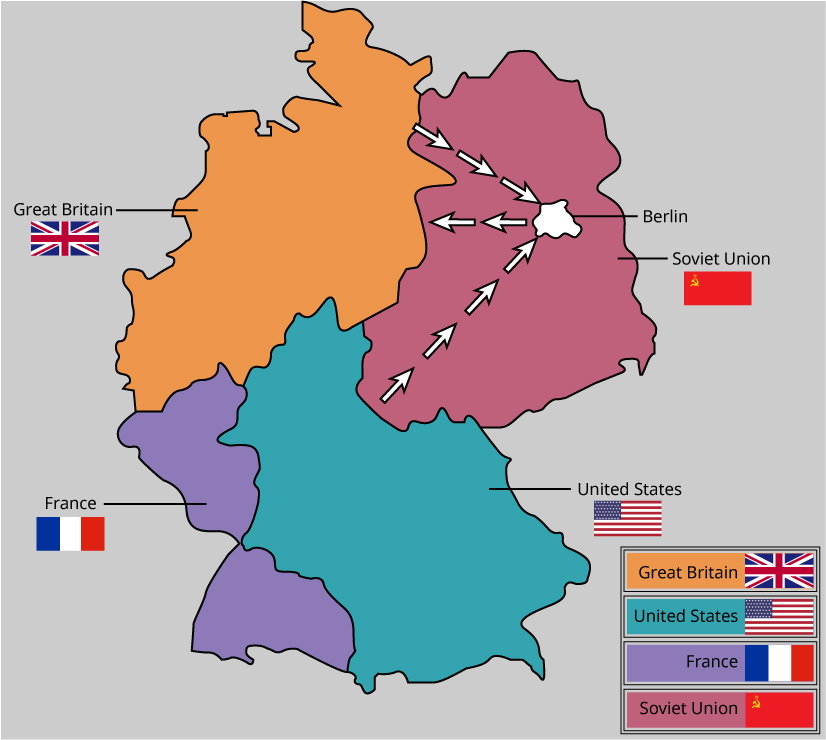 Great Britain
Berlin
Soviet Union
France
United States
Great Britain
United States
France
Soviet Union